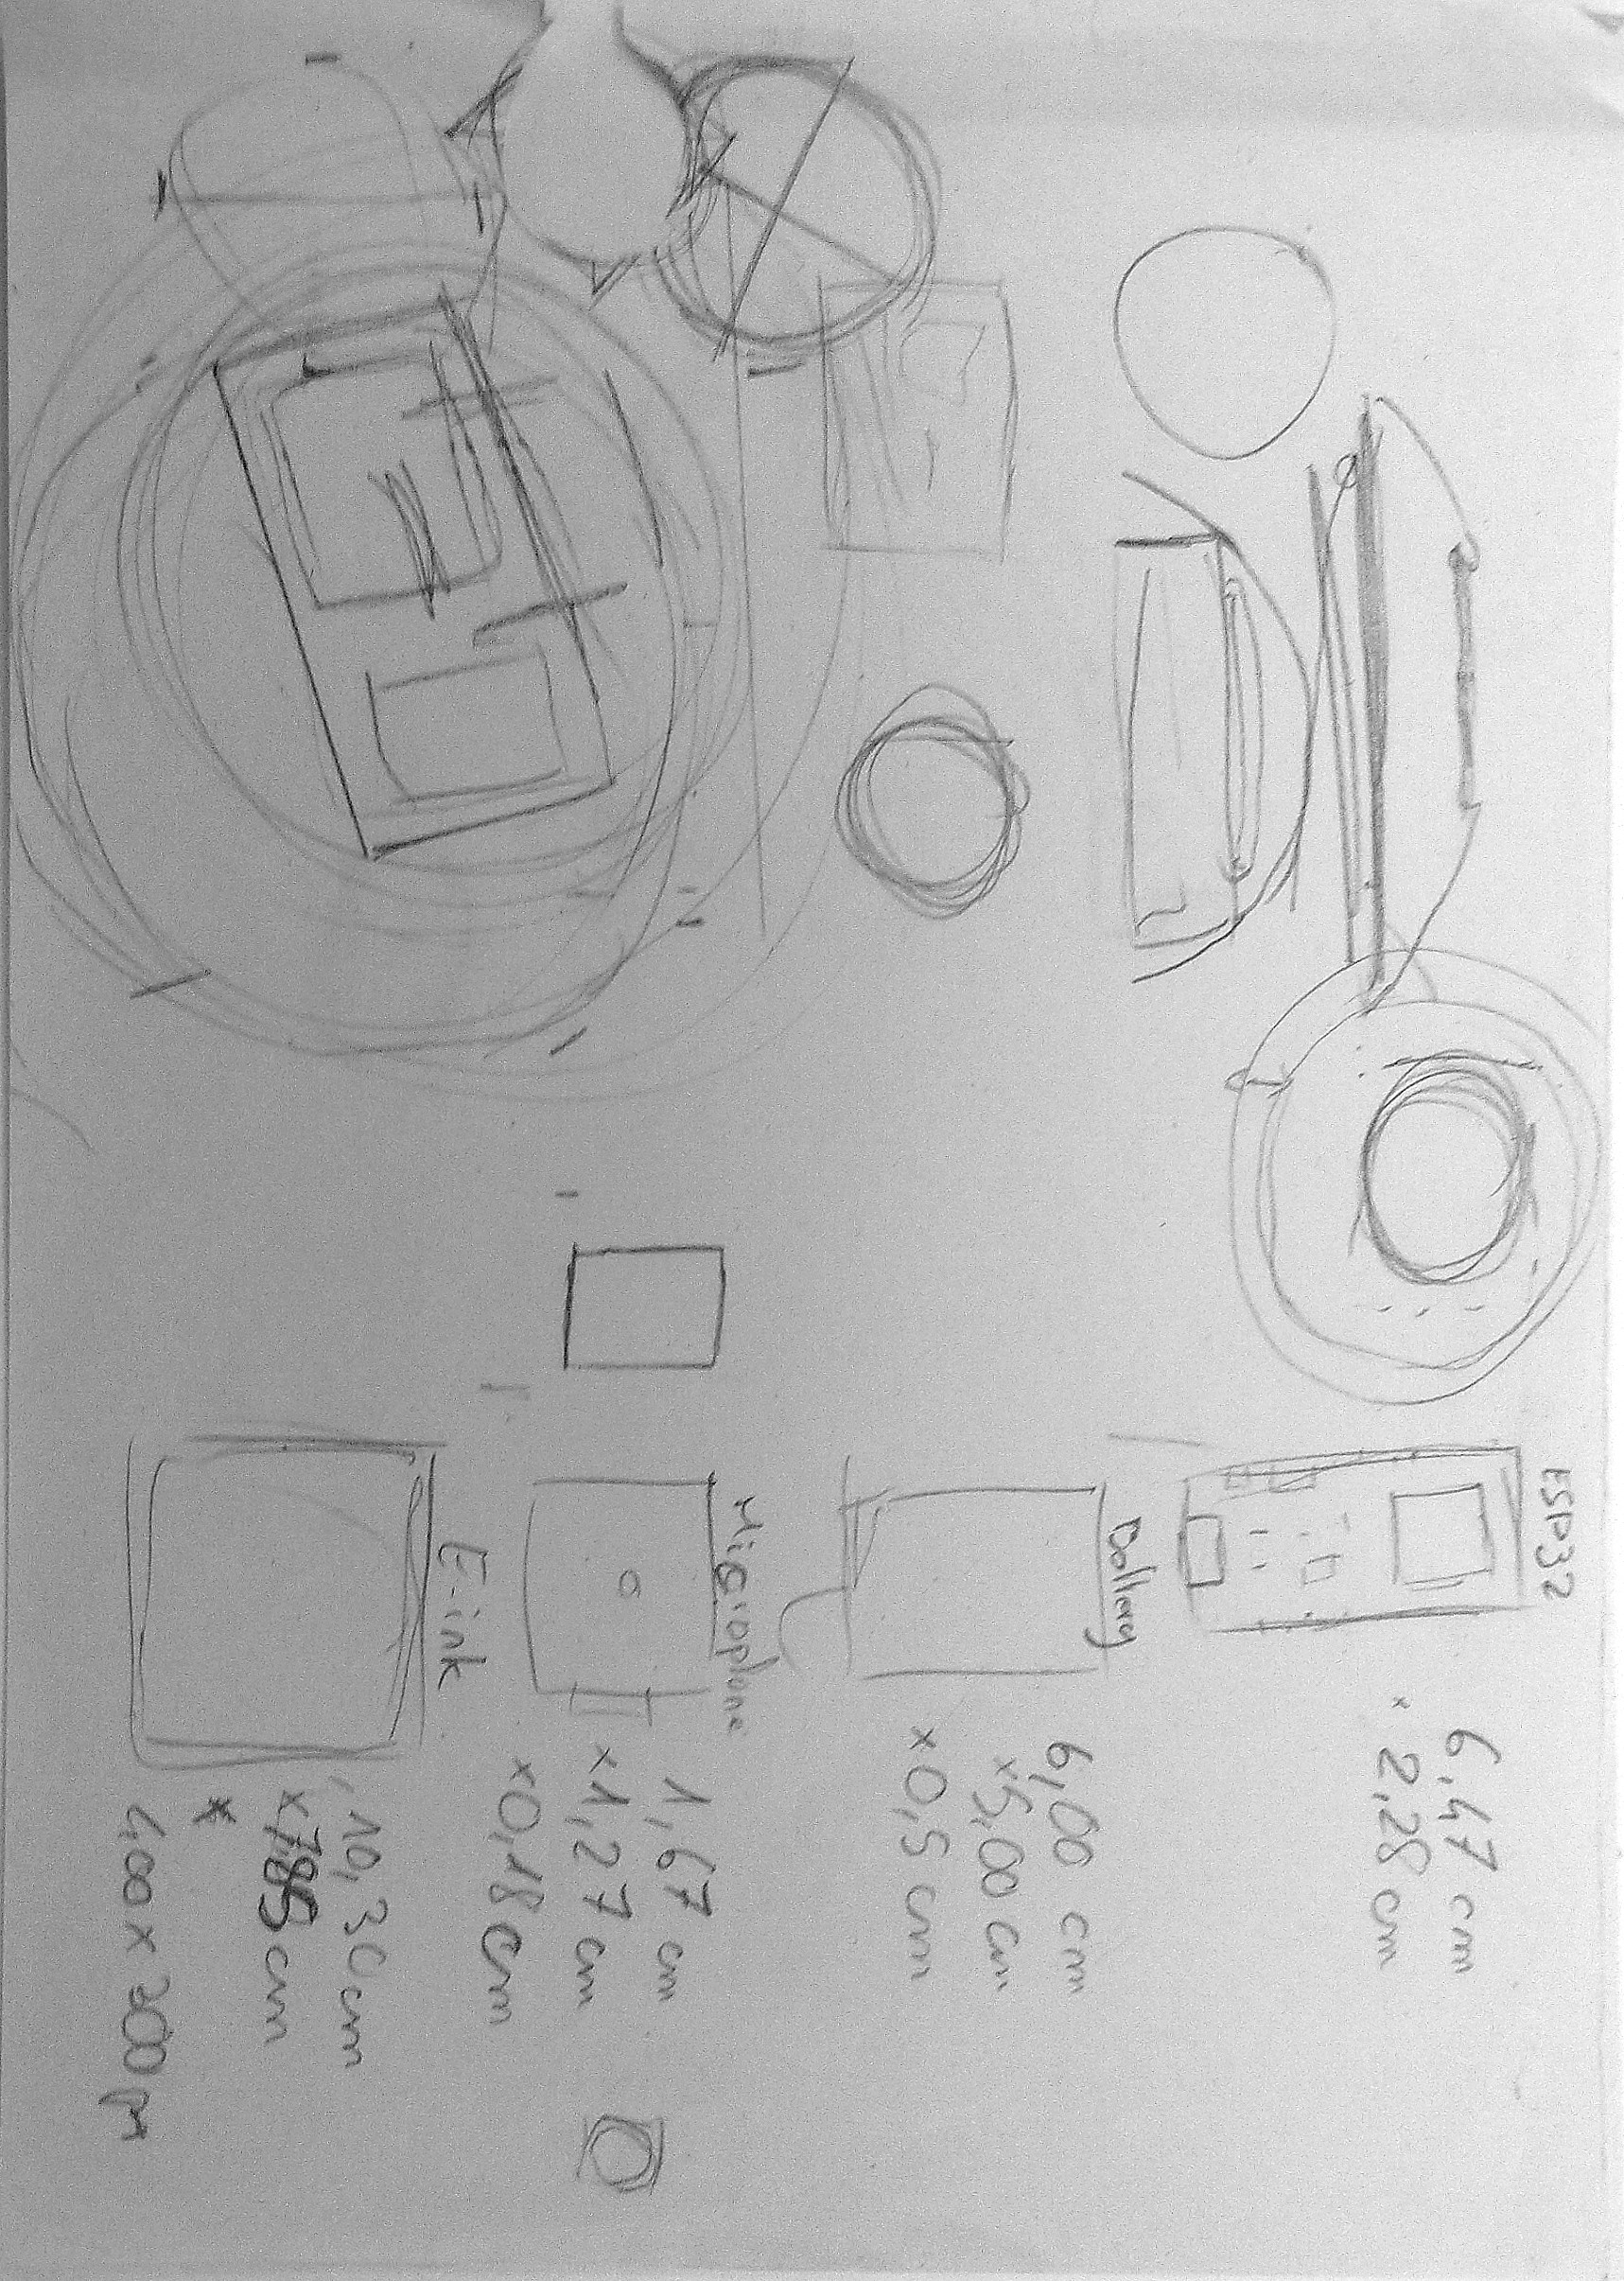 ESP32
6,47 cm
× 2,28 cm
Battery
6,00 cm
×5,00 cm
×0,5 cm
Microphone
1,67 cm
×1,27 cm
×0,18 cm
E-ink
10,30 cm
×7,85 cm
×
400 × 300 px